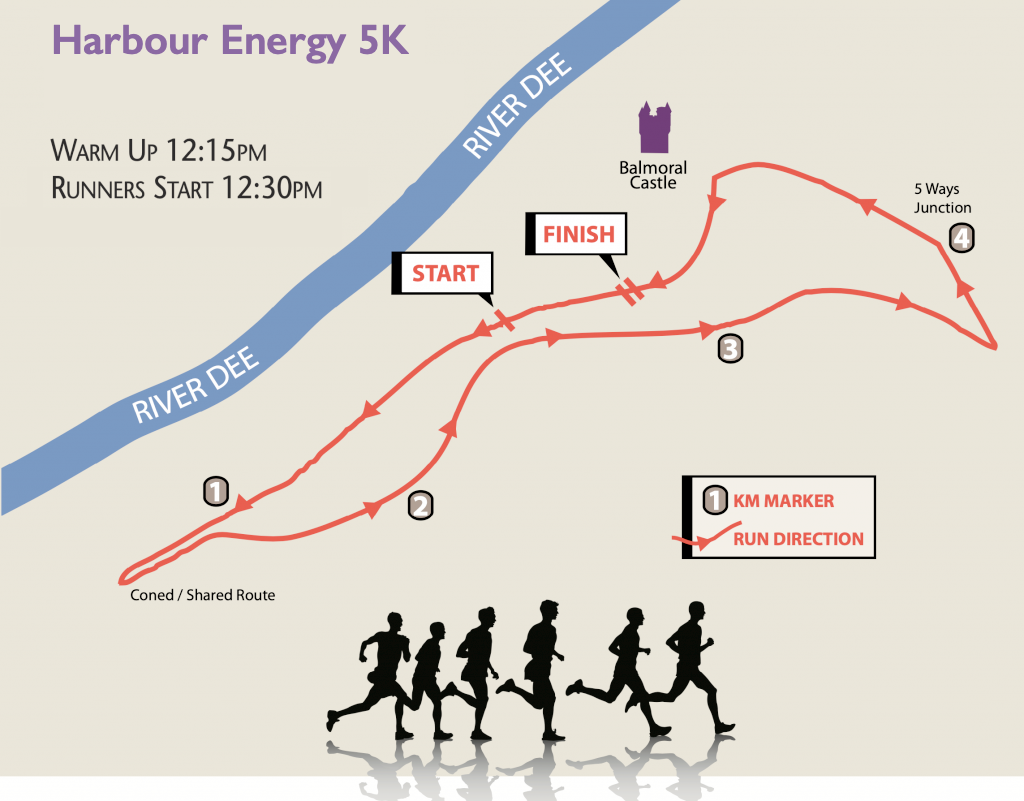 Harbour Energy 5K
WARM UP 12:15PM
RUNNERS START 12:30PM
RIVER DEE
Balmoral
Castle
5 Ways
Junction
4
FINISH
START
3
RIVER DEE
1
2
1 KM MARKER
RUN DIRECTION
Coned / Shared Route